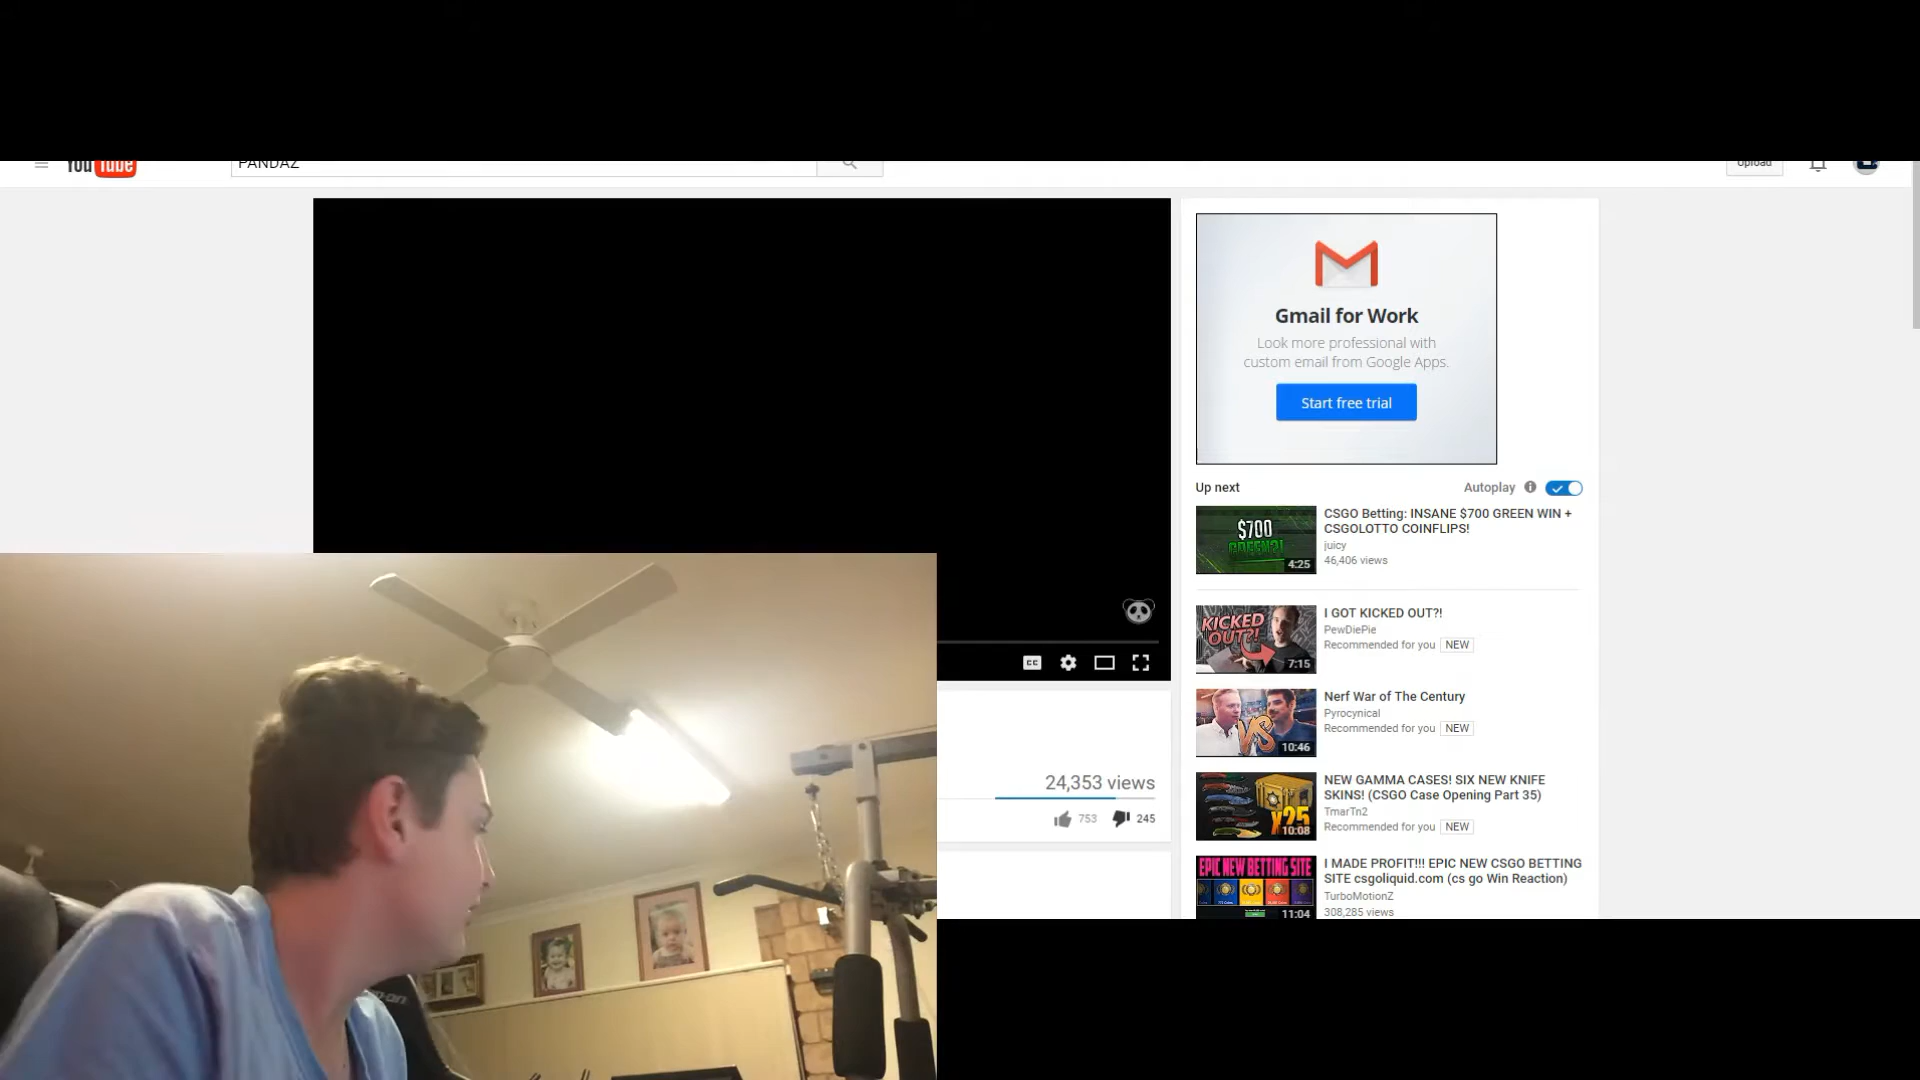 YouTube
PANDAZ
Upload
Gmail for Work
Look more professional with
custom email from Google Apps.
Start free trial
Up next
Autoplay
$700
GREEN?!
4:25
CSGO Betting: INSANE $700 GREEN WIN +
CSGOLOTTO COINFLIPS!
juicy
46,406 views
KICKED
OUT?!
7:15
I GOT KICKED OUT?!
PewDiePie
Recommended for you NEW
VS
10:46
Nerf War of The Century
Pyrocynical
Recommended for you NEW
x25
10:08
NEW GAMMA CASES! SIX NEW KNIFE
SKINS! (CSGO Case Opening Part 35)
TmarTn2
Recommended for you NEW
EPIC NEW BETTING SITE
11:04
I MADE PROFIT!!! EPIC NEW CSGO BETTING
SITE csgoliquid.com (cs go Win Reaction)
TurboMotionZ
308,285 views
CC
24,353 views
753 245